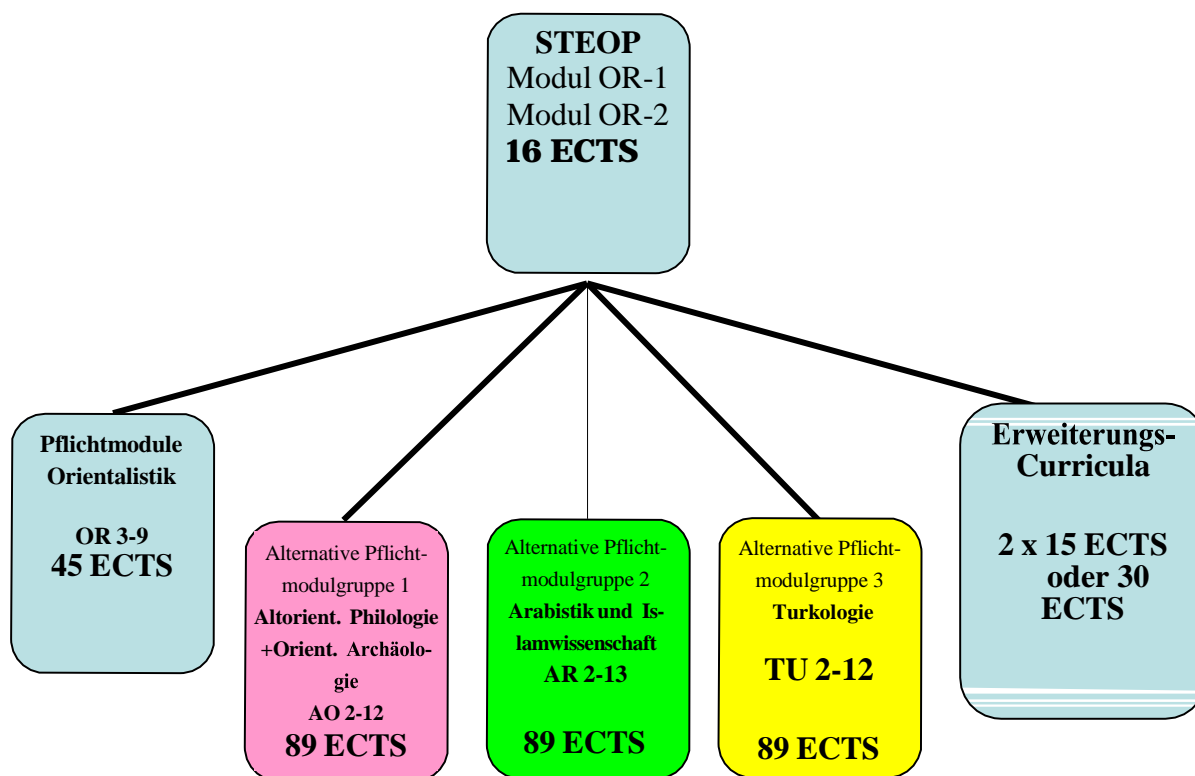 STEOP
Modul OR-1
Modul OR-2
16 ECTS
Pflichtmodule
Orientalistik
OR 3-9
45 ECTS
Alternative Pflicht-
modulgruppe 1
Altorient. Philologie
+Orient. Archäolo-
gie
AO 2-12
89 ECTS
Alternative Pflicht-
modulgruppe 2
Arabistik und Is-
lamwissenschaft
AR 2-13
89 ECTS
Alternative Pflicht-
modulgruppe 3
Turkologie
TU 2-12
89 ECTS
Erweiterungs-
Curricula
2 x 15 ECTS
oder 30
ECTS